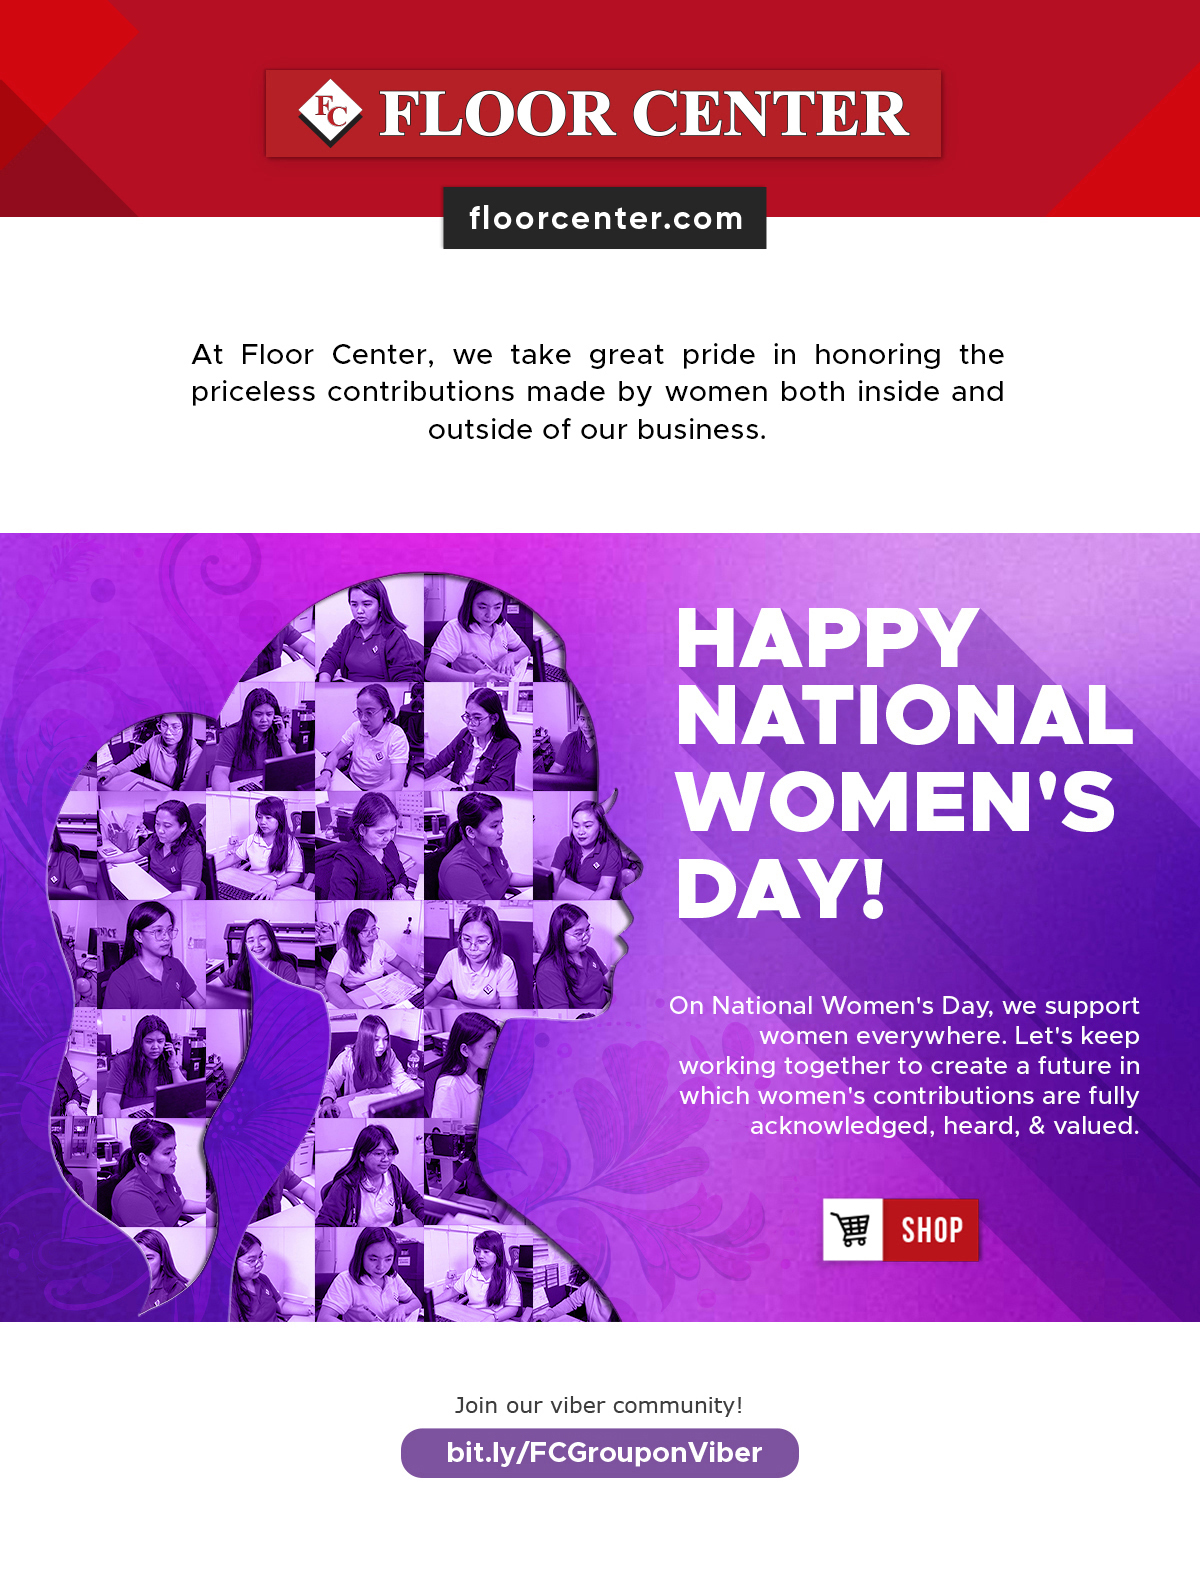 FC FLOOR CENTER
floorcenter.com
At Floor Center, we take great pride in honoring the
priceless contributions made by women both inside and
outside of our business.
HAPPY
NATIONAL
WOMEN'S
DAY!
On National Women's Day, we support
women everywhere. Let's keep
working together to create a future in
which women's contributions are fully
acknowledged, heard, & valued.
SHOP
Join our viber community!
bit.ly/FCGrouponViber